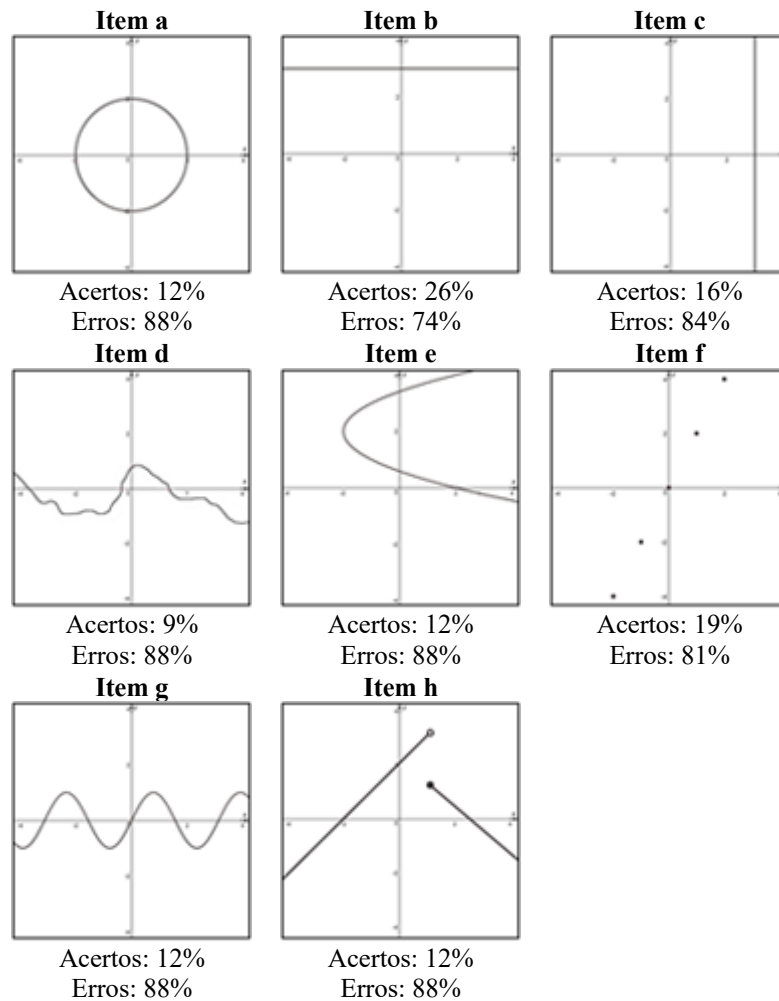 Item a Item b Item c
Acertos: 12% Acertos: 26% Acertos: 16%
Erros: 88% Erros: 74% Erros: 84%
Item d Item e Item f
Acertos: 9% Acertos: 12% Acertos: 19%
Erros: 88% Erros: 88% Erros: 81%
Item g Item h
Acertos: 12% Acertos: 12%
Erros: 88% Erros: 88%